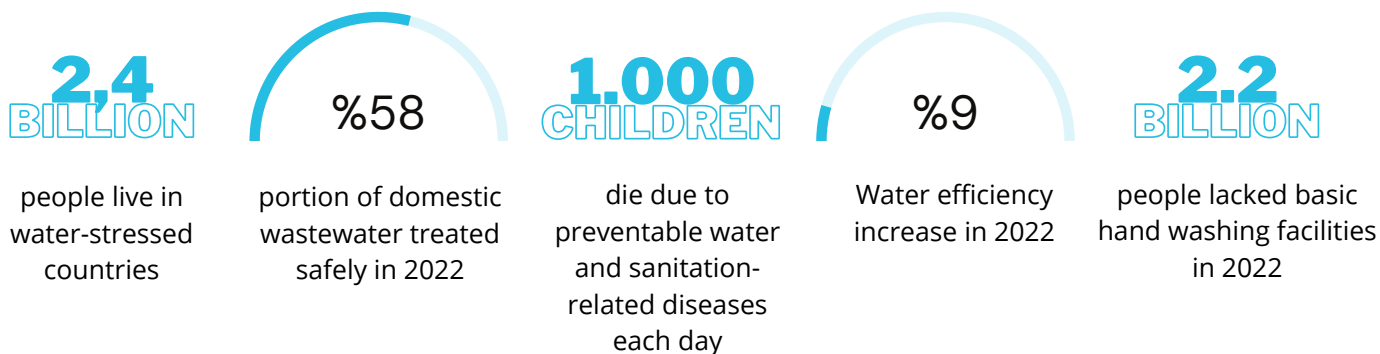 2,4
BILLION
people live in
water-stressed
countries
%58
portion of domestic
wastewater treated
safely in 2022
1.000
CHILDREN
die due to
preventable water
and sanitation-
related diseases
each day
%9
Water efficiency
increase in 2022
2.2
BILLION
people lacked basic
hand washing facilities
in 2022